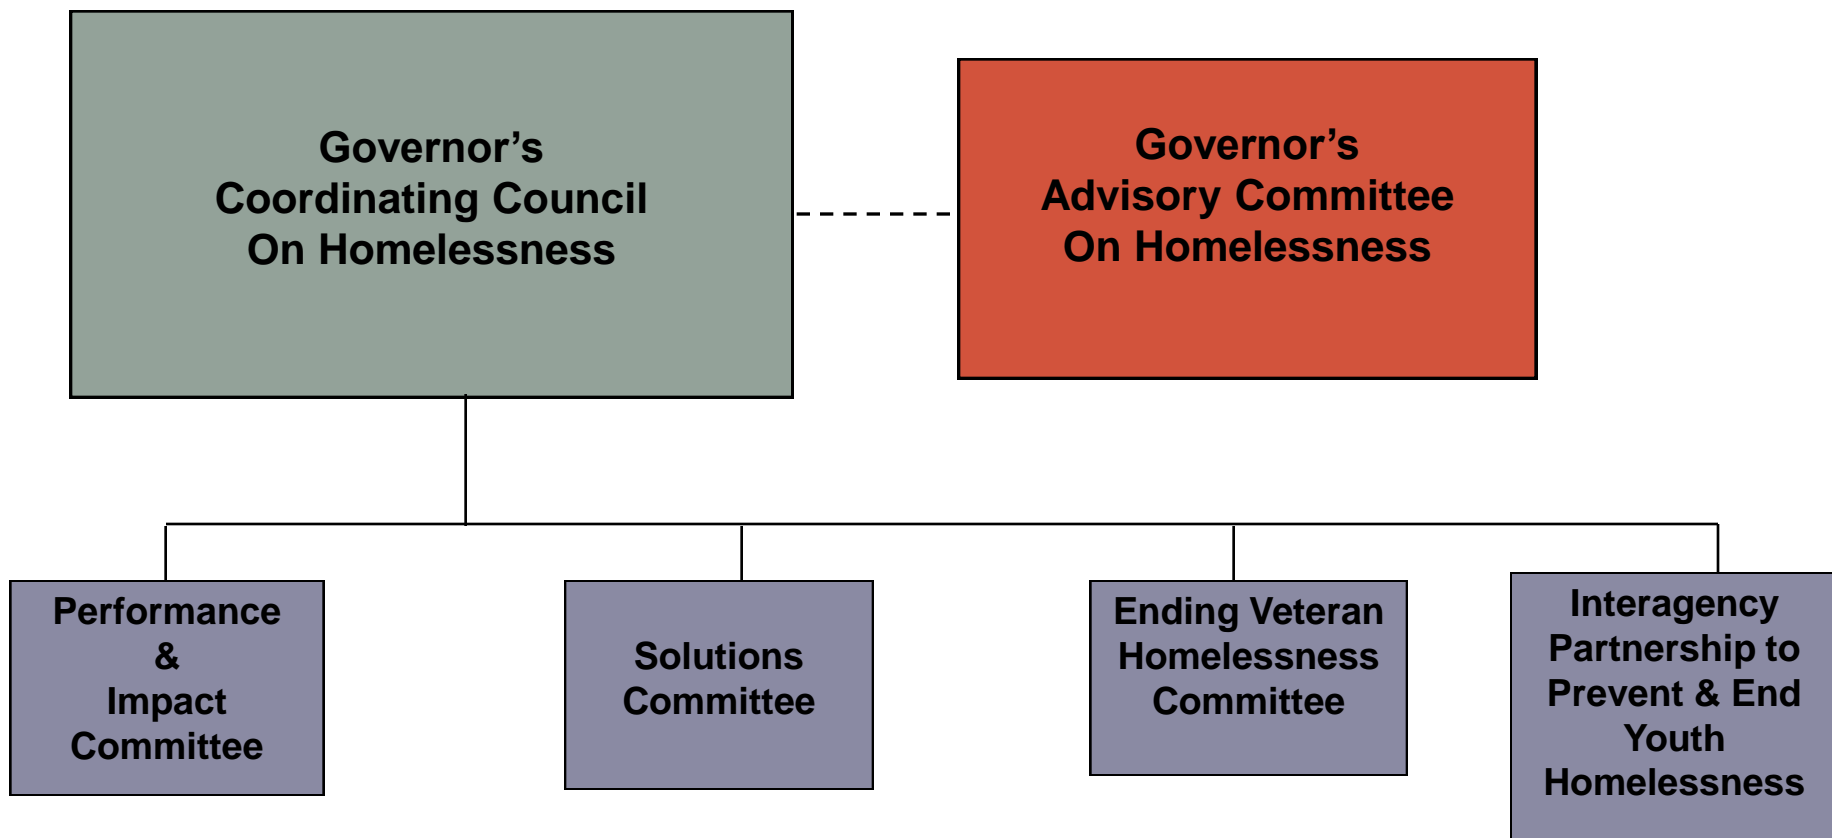 Governor’s
Coordinating Council
On Homelessness
Governor’s
Advisory Committee
On Homelessness
Performance
&
Impact
Committee
Solutions
Committee
Ending Veteran
Homelessness
Committee
Interagency
Partnership to
Prevent & End
Youth
Homelessness